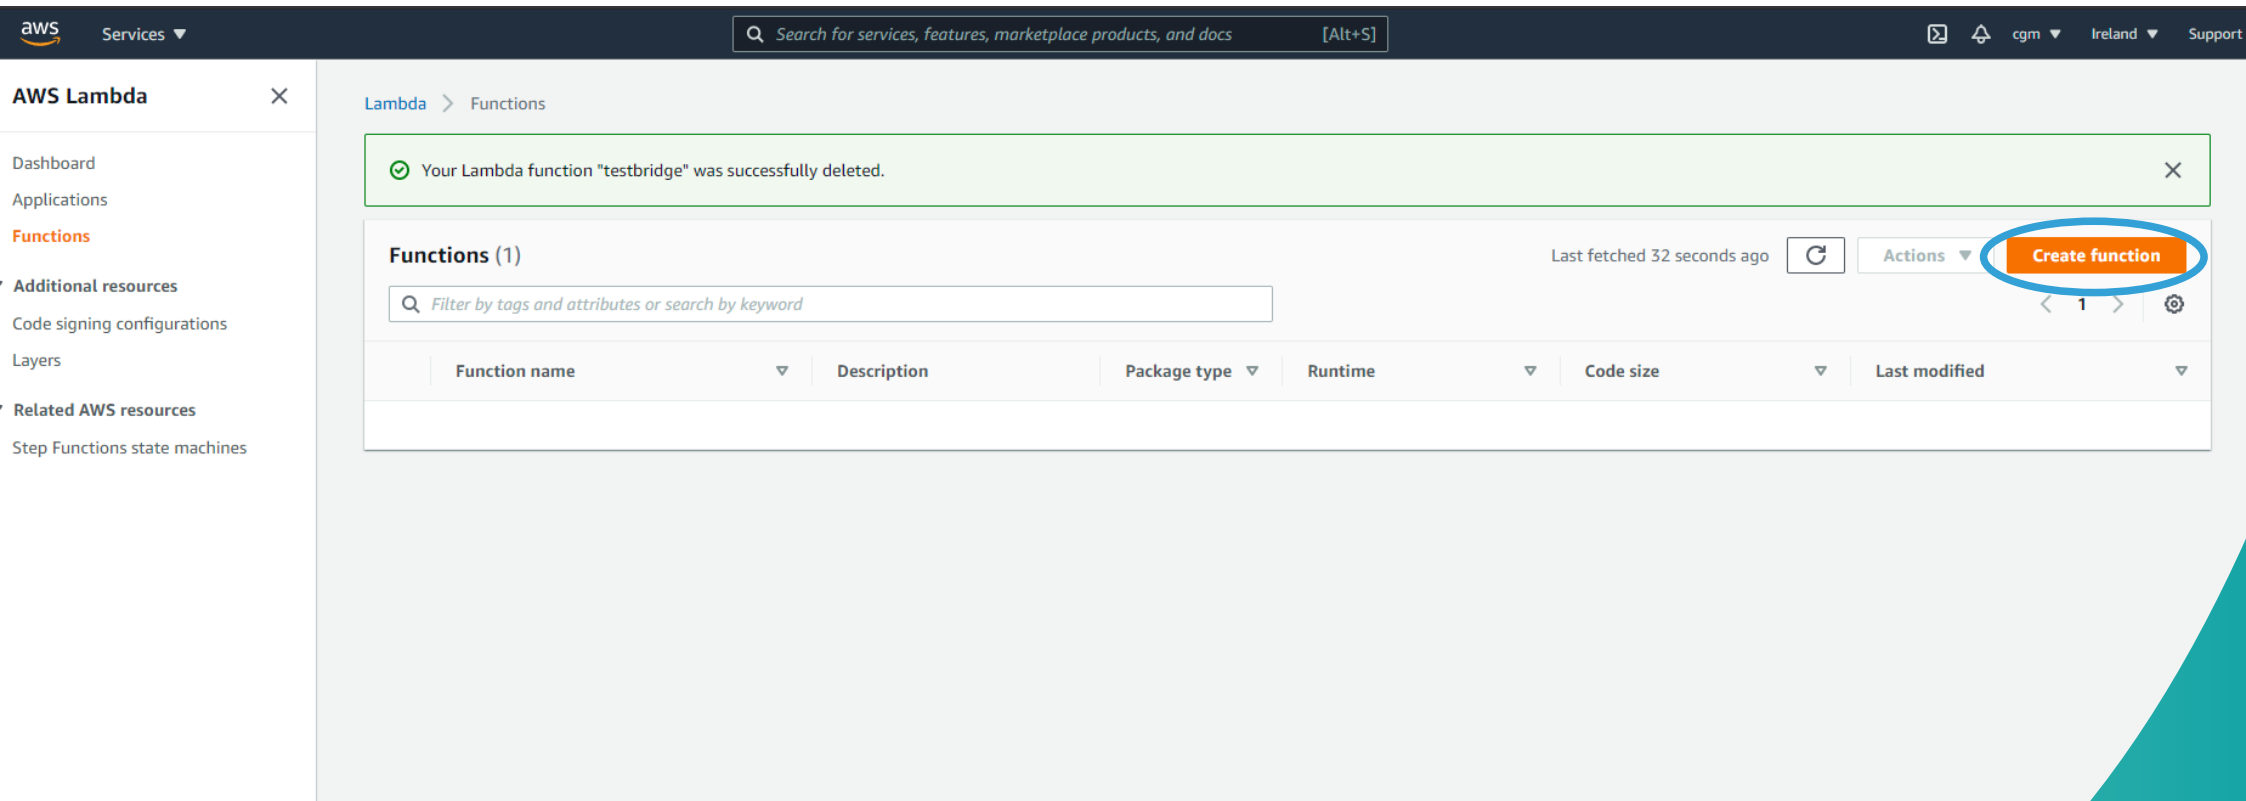 aws Services ▼ Search for services, features, marketplace products, and docs [Alt+S] cgm ▼ Ireland ▼ Support
AWS Lambda
Dashboard
Applications
Functions
Additional resources
Code signing configurations
Layers
Related AWS resources
Step Functions state machines
Lambda > Functions
Your Lambda function "testbridge" was successfully deleted.
Functions (1) Last fetched 32 seconds ago Actions ▼ Create function
Filter by tags and attributes or search by keyword < 1 >
Function name Description Package type Runtime Code size Last modified